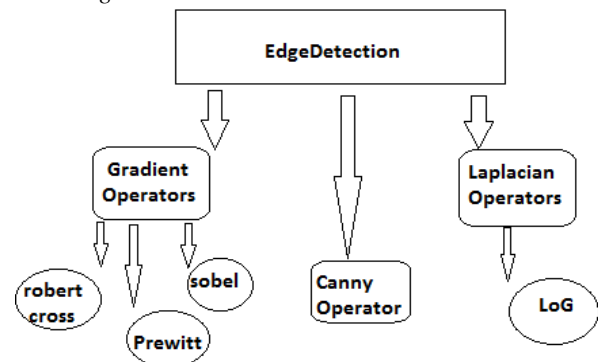 EdgeDetection
Gradient
Operators
Laplacian
Operators
robert
cross
Prewitt
sobel
Canny
Operator
LoG